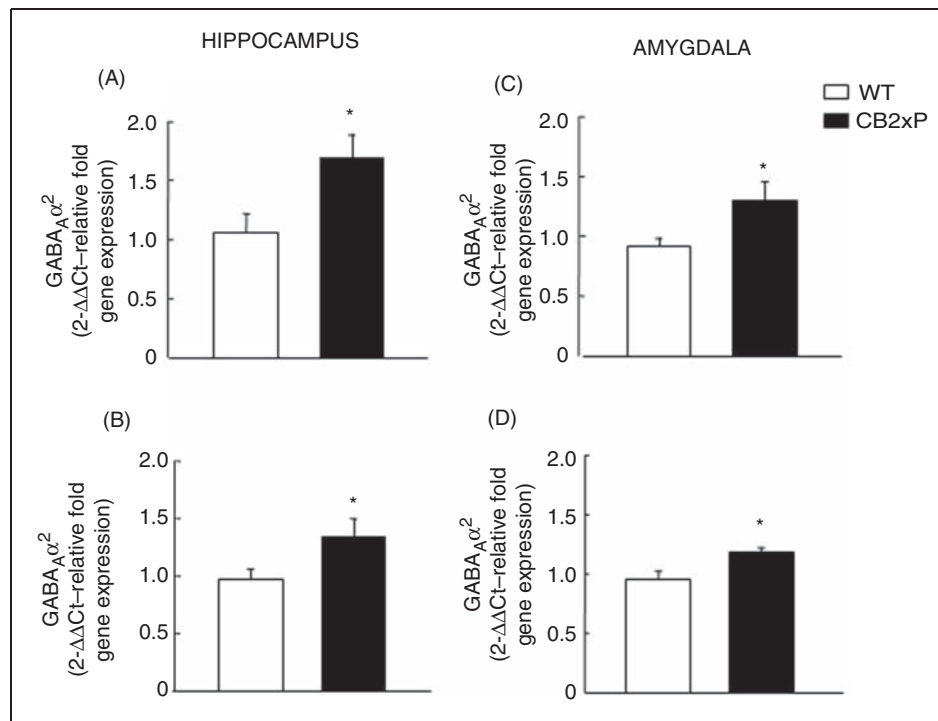 HIPPOCAMPUS
AMYGDALA
WT
CB2xP
(A)
GABAAα2
(2-ΔΔCt–relative fold
gene expression)
2.0
1.5
1.0
0.5
0
*
(C)
GABAAα2
(2-ΔΔCt–relative fold
gene expression)
2.0
1.5
1.0
0.5
0
*
(B)
GABAAα2
(2-ΔΔCt–relative fold
gene expression)
2.0
1.5
1.0
0.5
0
*
(D)
GABAAα2
(2-ΔΔCt–relative fold
gene expression)
2.0
1.5
1.0
0.5
0
*